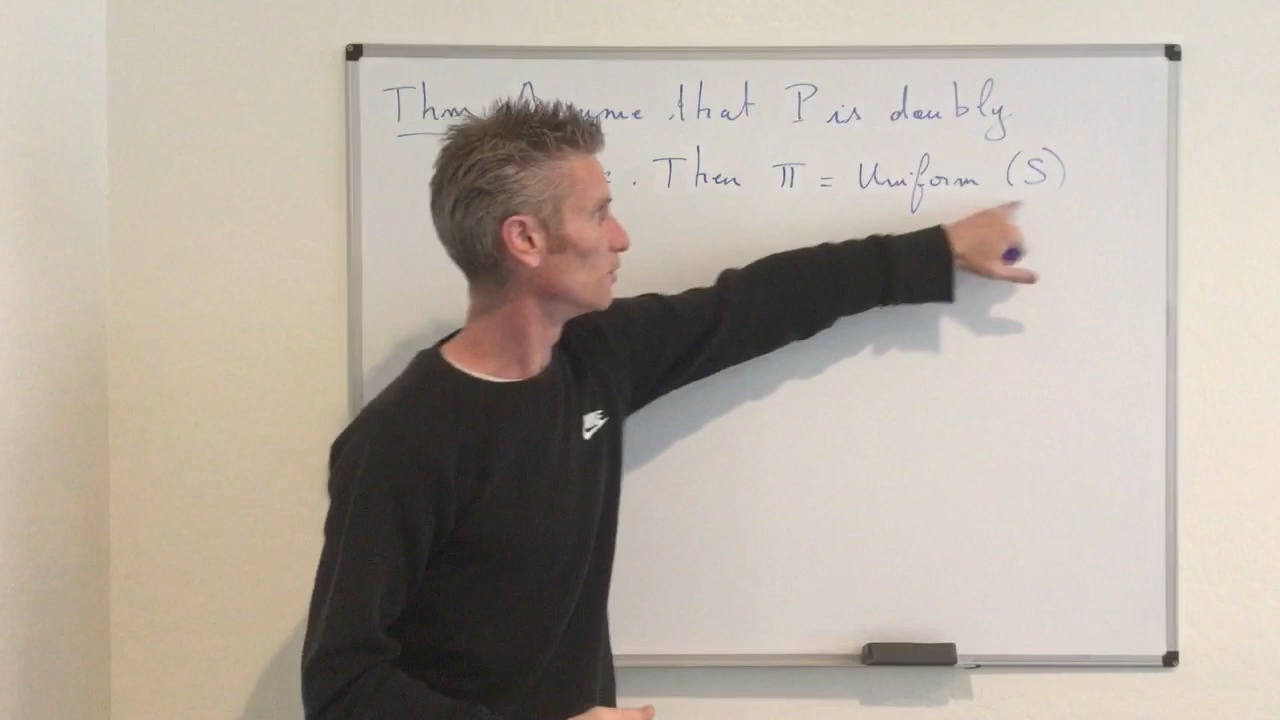 Thm Assume that P is doubly
. Then π = Uniform (S)